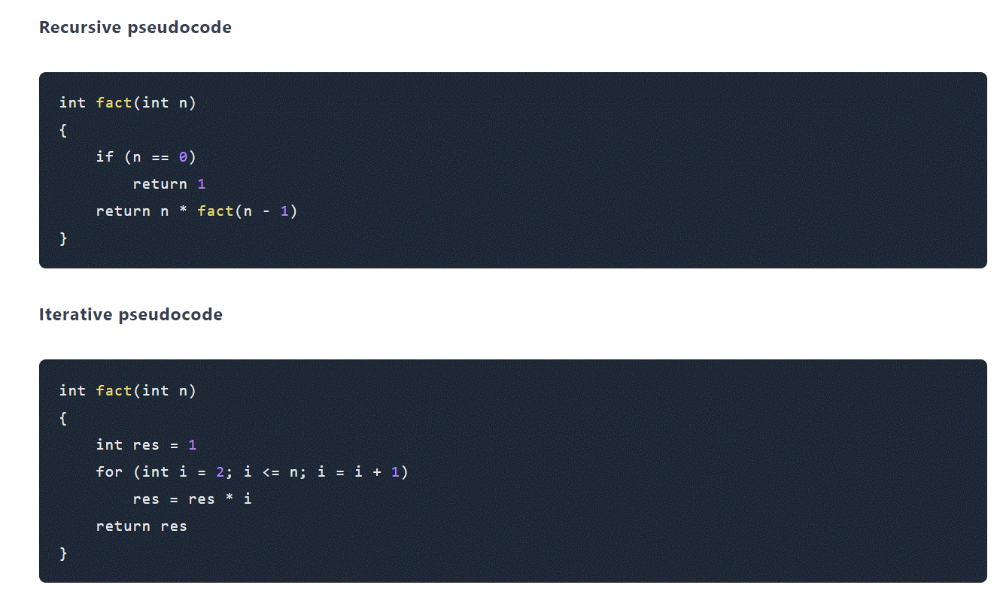 Recursive pseudocode
int fact(int n)
{
    if (n == 0)
        return 1
    return n * fact(n - 1)
}
Iterative pseudocode
int fact(int n)
{
    int res = 1
    for (int i = 2; i <= n; i = i + 1)
        res = res * i
    return res
}